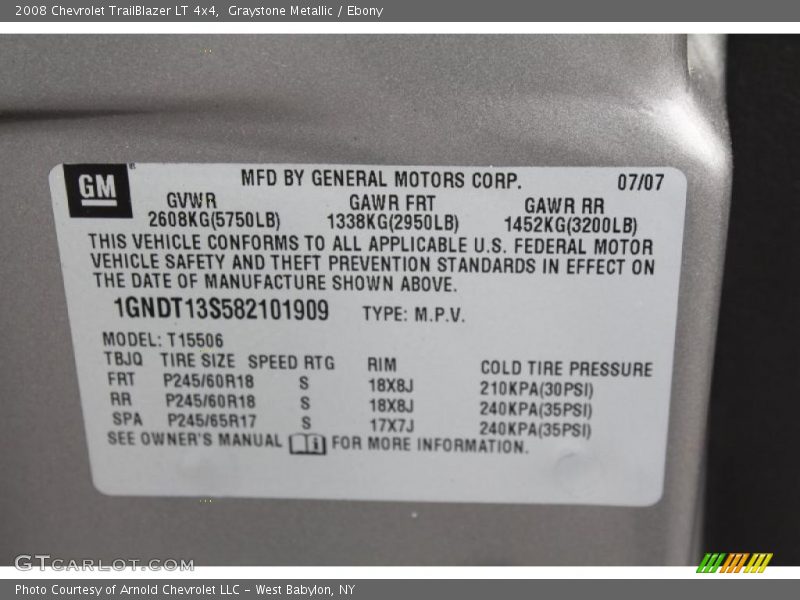 2008 Chevrolet TrailBlazer LT 4x4, Graystone Metallic / Ebony
GM
MFD BY GENERAL MOTORS CORP. 07/07
GVWR GAWR FRT GAWR RR
2608KG(5750LB) 1338KG(2950LB) 1452KG(3200LB)
THIS VEHICLE CONFORMS TO ALL APPLICABLE U.S. FEDERAL MOTOR
VEHICLE SAFETY AND THEFT PREVENTION STANDARDS IN EFFECT ON
THE DATE OF MANUFACTURE SHOWN ABOVE.
1GNDT13S582101909 TYPE: M.P.V.
MODEL: T15506
TBJQ TIRE SIZE SPEED RTG RIM COLD TIRE PRESSURE
FRT P245/60R18 S 18X8J 210KPA(30PSI)
RR P245/60R18 S 18X8J 240KPA(35PSI)
SPA P245/65R17 S 17X7J 240KPA(35PSI)
SEE OWNER'S MANUAL FOR MORE INFORMATION.
GTCARLOT.COM
Photo Courtesy of Arnold Chevrolet LLC - West Babylon, NY